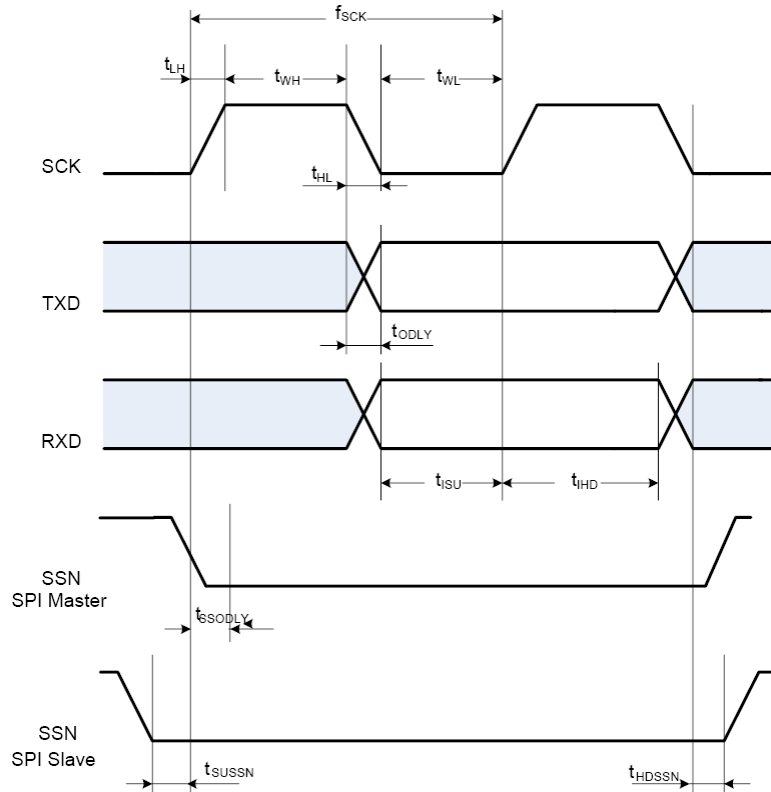 fSCK
tLH
tWH
tWL
SCK
tHL
TXD
tODLY
RXD
tISU
tIHD
SSN
SPI Master
tSSODLY
SSN
SPI Slave
tSUSSN
tHDSSN